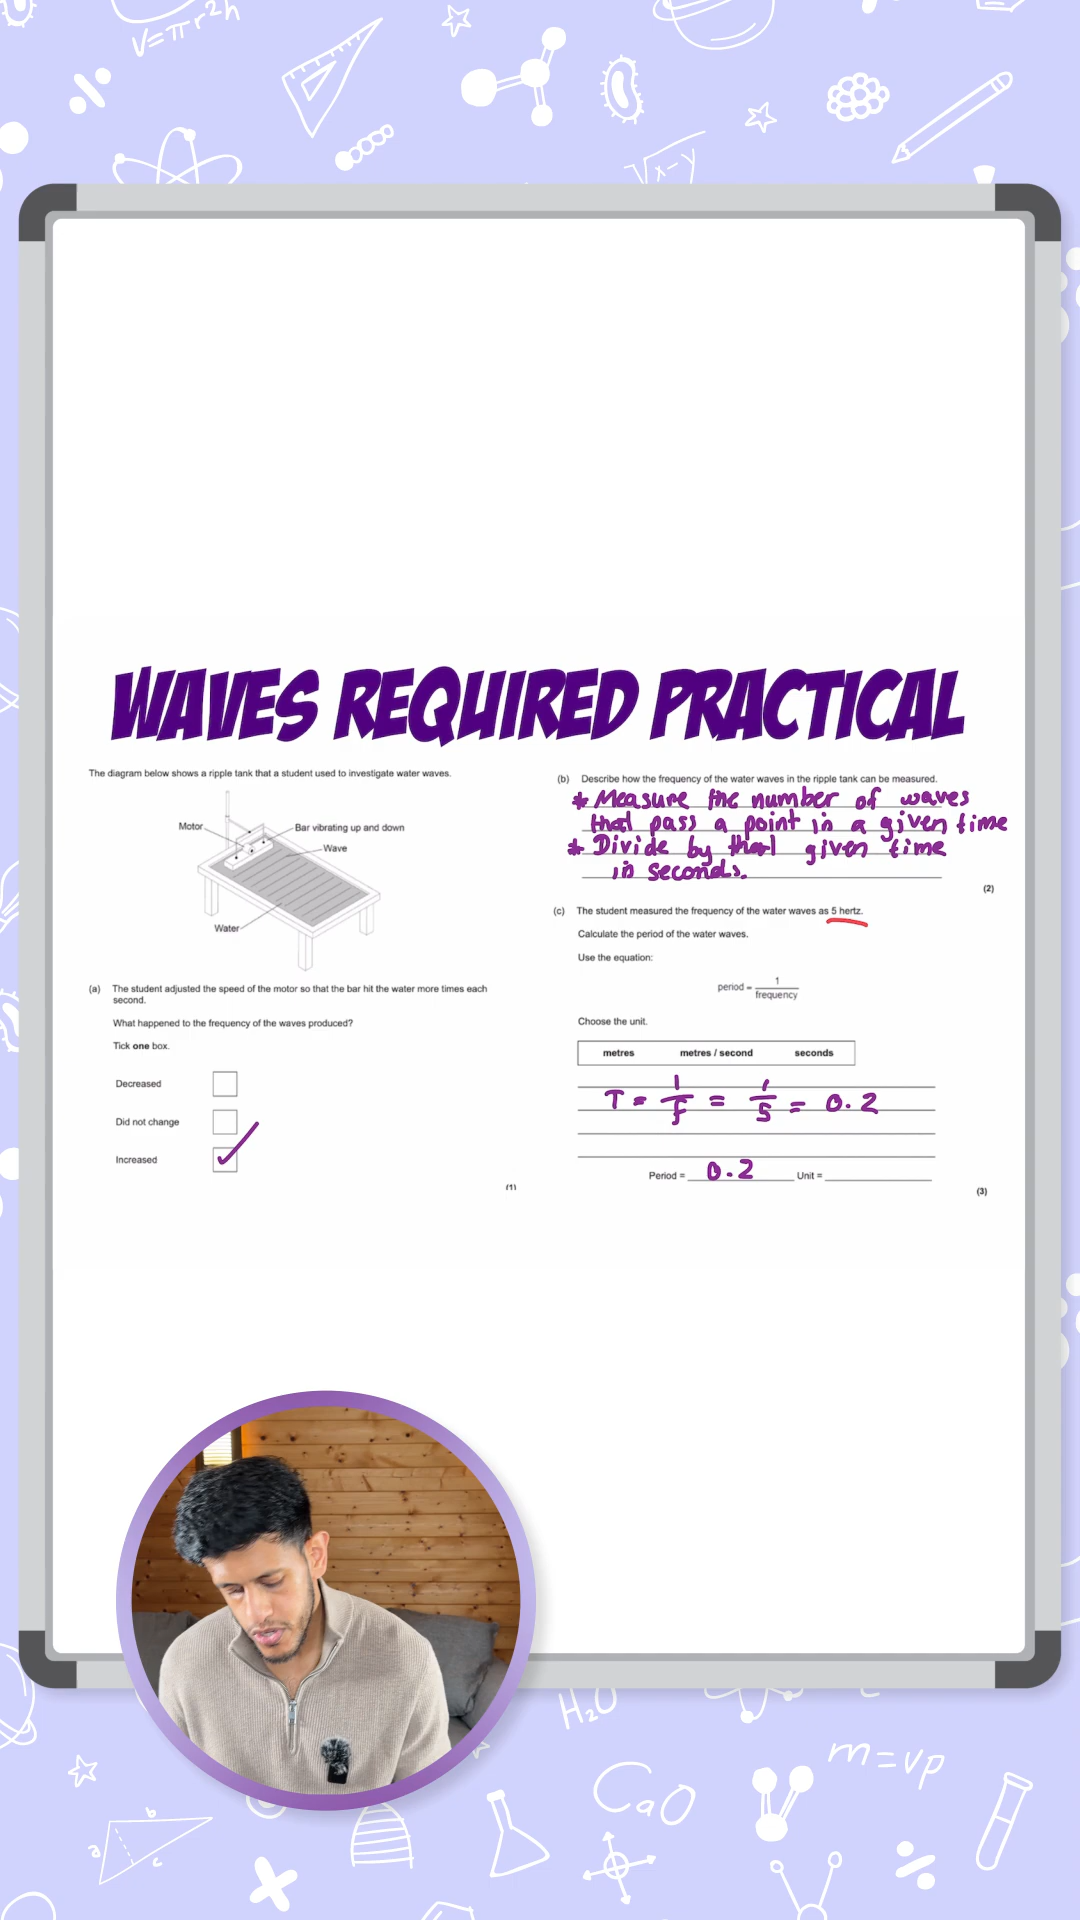 V=πr²h
√x-y
WAVES REQUIRED PRACTICAL
The diagram below shows a ripple tank that a student used to investigate water waves.
Motor
Bar vibrating up and down
Wave
Water
(a) The student adjusted the speed of the motor so that the bar hit the water more times each
second.
What happened to the frequency of the waves produced?
Tick one box.
Decreased
Did not change
Increased
(1)
(b) Describe how the frequency of the water waves in the ripple tank can be measured.
* Measure the number of waves
that pass a point in a given time
* Divide by that given time
in seconds.
(2)
(c) The student measured the frequency of the water waves as 5 hertz.
Calculate the period of the water waves.
Use the equation:
period = 1 / frequency
Choose the unit.
metres metres / second seconds
T = 1/F = 1/5 = 0.2
Period = 0.2 Unit =
(3)
H₂O
m=vp
CaO
b
a
c